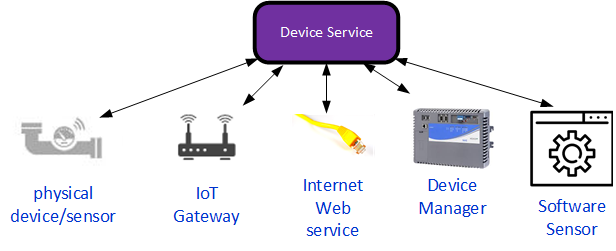 Device Service
physical
device/sensor
IoT
Gateway
Internet
Web
service
Device
Manager
Software
Sensor